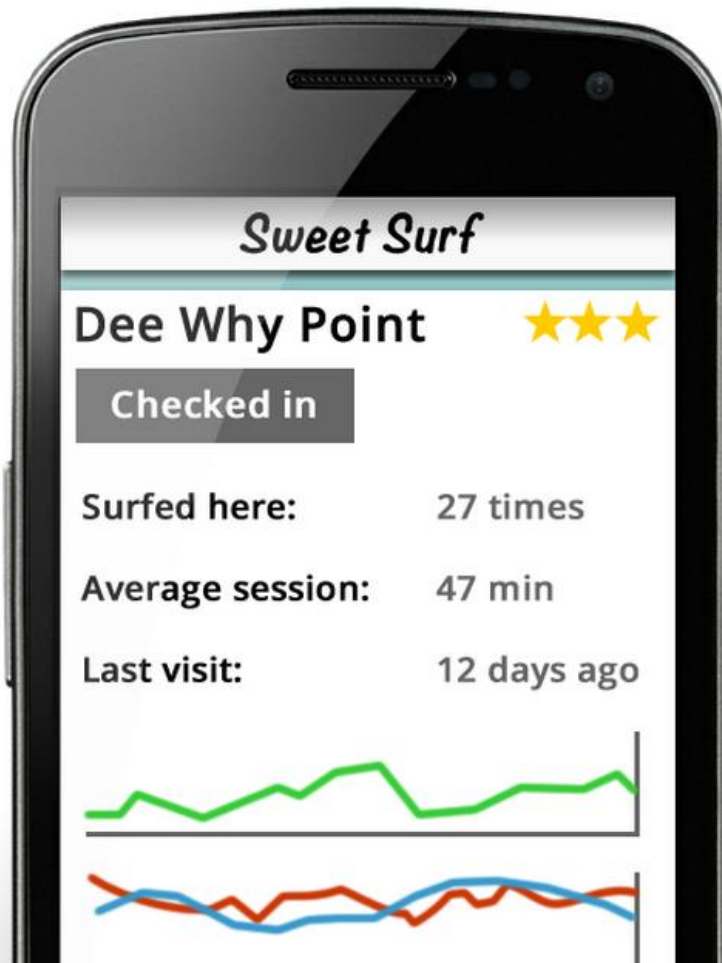 Sweet Surf
Dee Why Point
Checked in
Surfed here: 27 times
Average session: 47 min
Last visit: 12 days ago